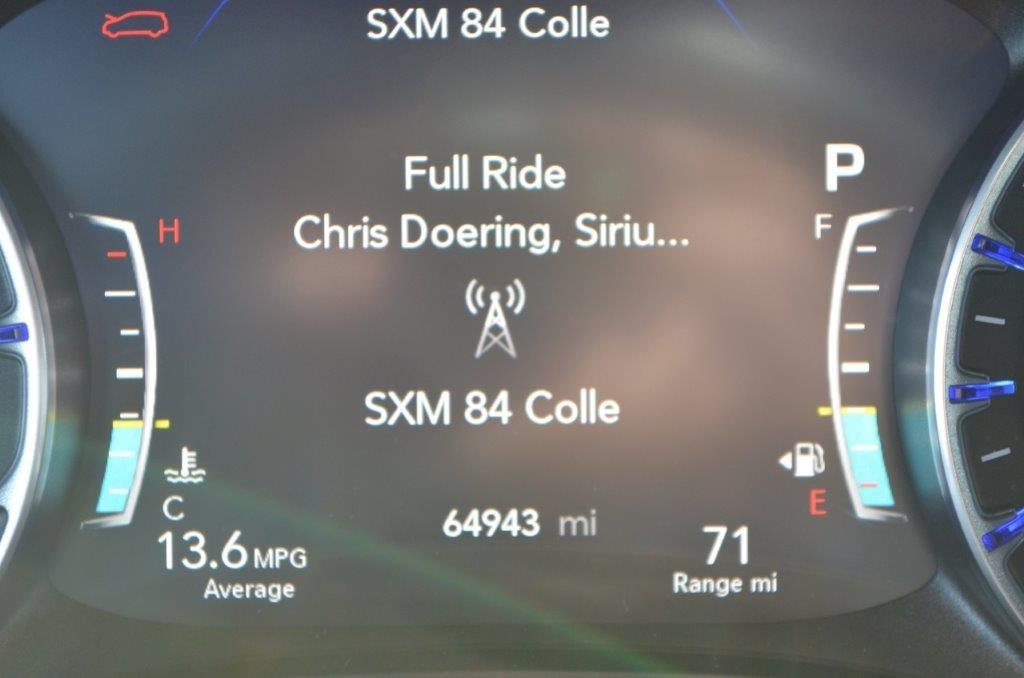 SXM 84 Colle
Full Ride
P
Chris Doering, Siriu...
H
F
SXM 84 Colle
C
E
64943 mi
13.6 MPG
Average
71
Range mi